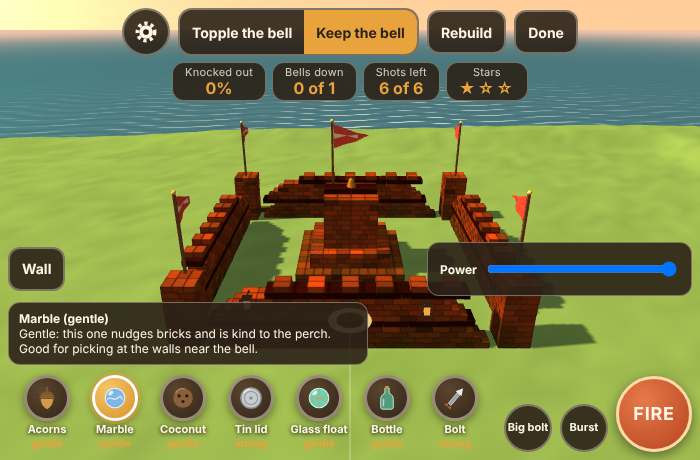 Topple the bell
Keep the bell
Rebuild
Done
Knocked out
0%
Bells down
0 of 1
Shots left
6 of 6
Stars
★ ☆ ☆
Wall
Power
Marble (gentle)
Gentle: this one nudges bricks and is kind to the perch.
Good for picking at the walls near the bell.
Acorns
gentle
Marble
gentle
Coconut
gentle
Tin lid
strong
Glass float
gentle
Bottle
gentle
Bolt
strong
Big bolt
Burst
FIRE